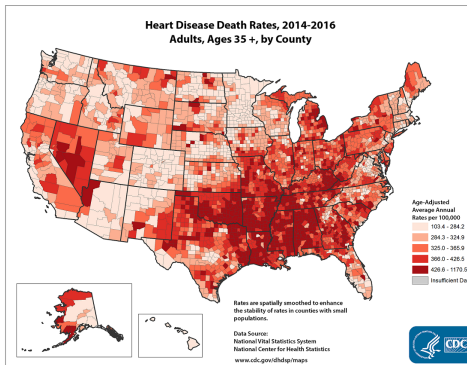 Heart Disease Death Rates, 2014-2016
Adults, Ages 35 +, by County
Age-Adjusted
Average Annual
Rates per 100,000
103.4 - 284.2
284.3 - 324.9
325.0 - 365.9
366.0 - 426.5
426.6 - 1170.5
Insufficient Da
Rates are spatially smoothed to enhance
the stability of rates in counties with small
populations.
Data Source:
National Vital Statistics System
National Center for Health Statistics
www.cdc.gov/dhdsp/maps
CDC